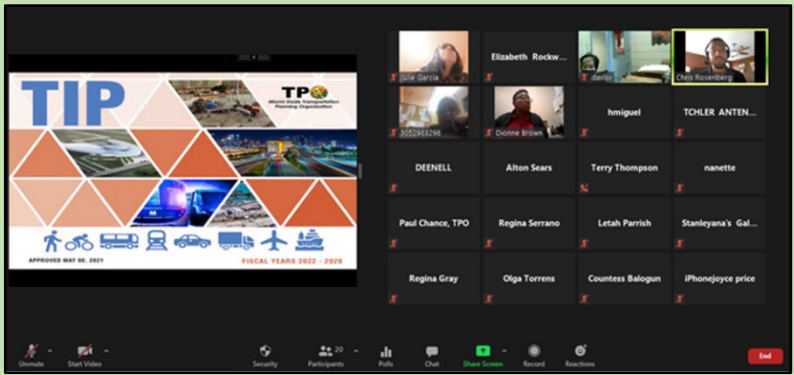 TIP
TPO
Miami-Dade Transportation
Planning Organization
APPROVED MAY 06, 2021
FISCAL YEARS 2022 - 2026
Julie Garcia
Elizabeth Rockw...
davisv
Chris Rosenberg
3052963298
Dionne Brown
hmiguel
TCHLER ANTEN...
DEENELL
Alton Sears
Terry Thompson
nanette
Paul Chance, TPO
Regina Serrano
Letah Parrish
Stanleyana's Gal...
Regina Gray
Olga Torrens
Countess Balogun
iPhonejoyce price
Unmute
Start Video
Security
Participants
20
Polls
Chat
Share Screen
Record
Reactions
End